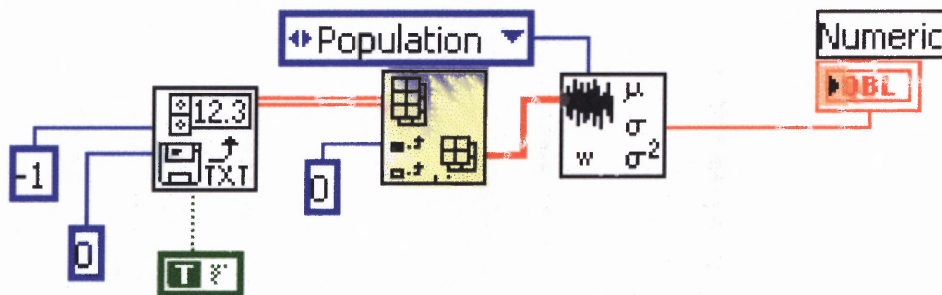 Population
Numeric
DBL
12.3
μ
σ
σ²
w
TXT
-1
0
0
T